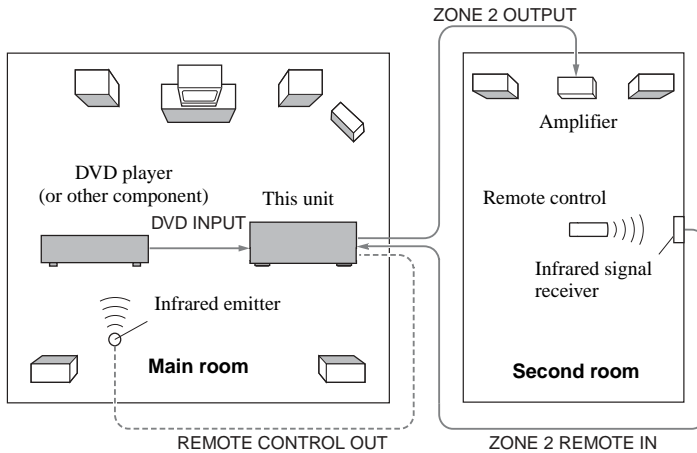 ZONE 2 OUTPUT
Amplifier
DVD player
(or other component)
This unit
DVD INPUT
Remote control
Infrared signal
receiver
Infrared emitter
Main room
Second room
REMOTE CONTROL OUT
ZONE 2 REMOTE IN